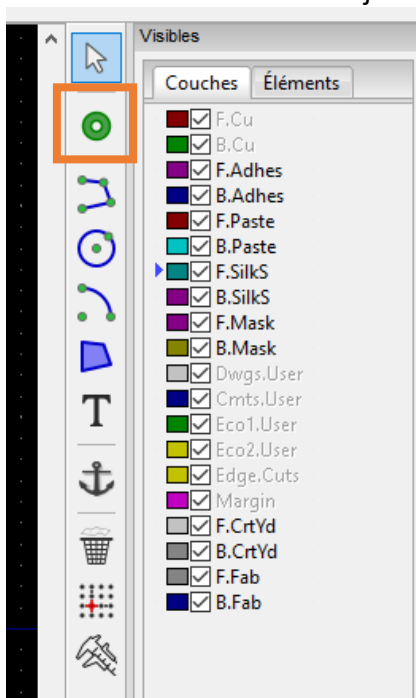 Visibles
Couches Éléments
F.Cu
B.Cu
F.Adhes
B.Adhes
F.Paste
B.Paste
F.SilkS
B.SilkS
F.Mask
B.Mask
Dwgs.User
Cmts.User
Eco1.User
Eco2.User
Edge.Cuts
Margin
F.CrtYd
B.CrtYd
F.Fab
B.Fab
T